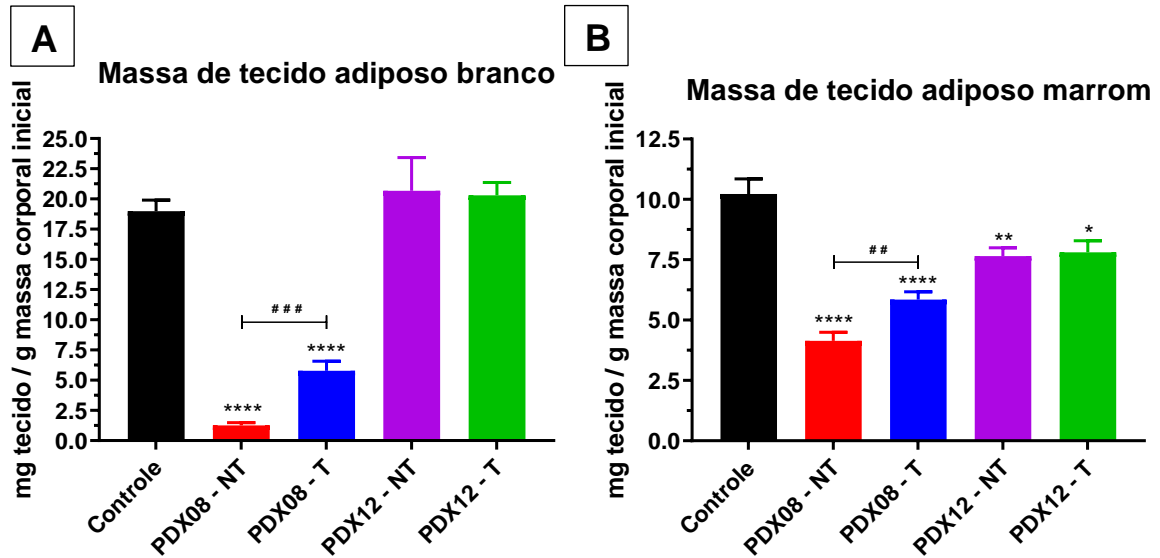 A
Massa de tecido adiposo branco
mg tecido / g massa corporal inicial
25.0
22.5
20.0
17.5
15.0
12.5
10.0
7.5
5.0
2.5
0.0
****
# # #
****
Controle
PDX08 - NT
PDX08 - T
PDX12 - NT
PDX12 - T
B
Massa de tecido adiposo marrom
mg tecido / g massa corporal inicial
12.5
10.0
7.5
5.0
2.5
0.0
****
# #
****
**
*
Controle
PDX08 - NT
PDX08 - T
PDX12 - NT
PDX12 - T